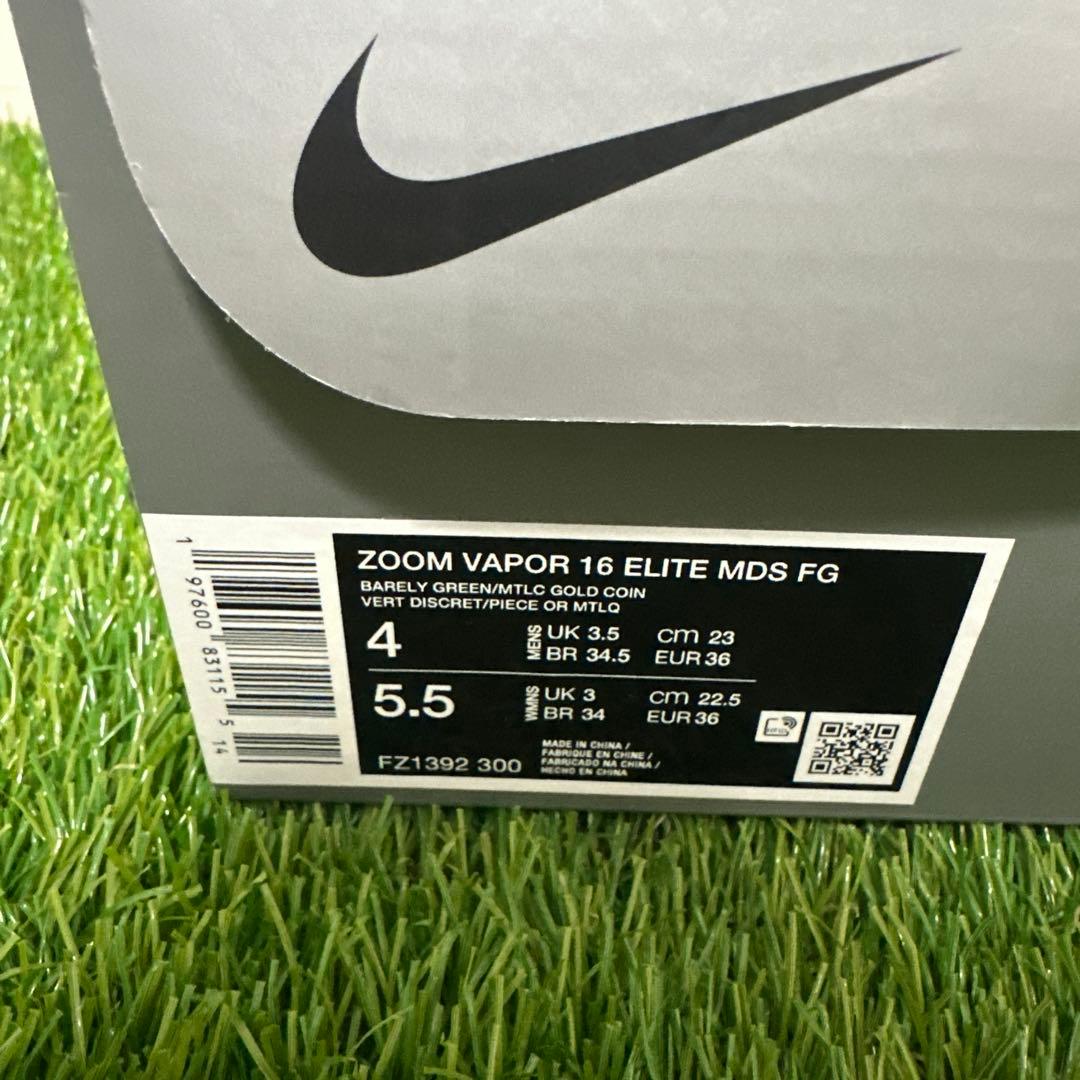 ZOOM VAPOR 16 ELITE MDS FG
BARELY GREEN/MTLC GOLD COIN
VERT DISCRET/PIECE OR MTLQ
4 MENS UK 3.5 cm 23
BR 34.5 EUR 36
5.5 WMNS UK 3 cm 22.5
BR 34 EUR 36
FZ1392 300
MADE IN CHINA /
FABRIQUE EN CHINE /
FABRICADO NA CHINA /
HECHO EN CHINA
1 97600 83115 5 14